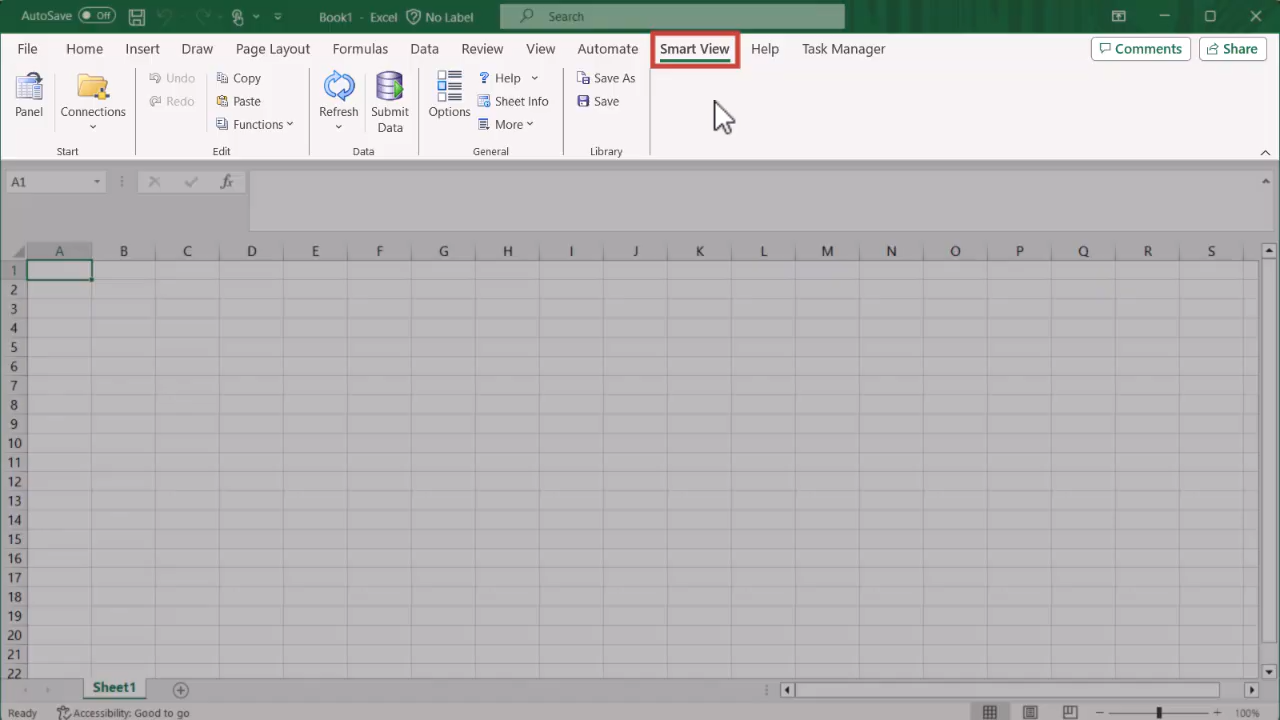 AutoSave Off Book1 - Excel No Label Search
File Home Insert Draw Page Layout Formulas Data Review View Automate Smart View Help Task Manager Comments Share
Undo Copy Help Save As
Redo Paste Sheet Info Save
Panel Connections Refresh Submit Data Options
Functions More
Start Edit Data General Library
A1 fx
A B C D E F G H I J K L M N O P Q R S
1
2
3
4
5
6
7
8
9
10
11
12
13
14
15
16
17
18
19
20
21
22
Sheet1
Ready Accessibility: Good to go 100%